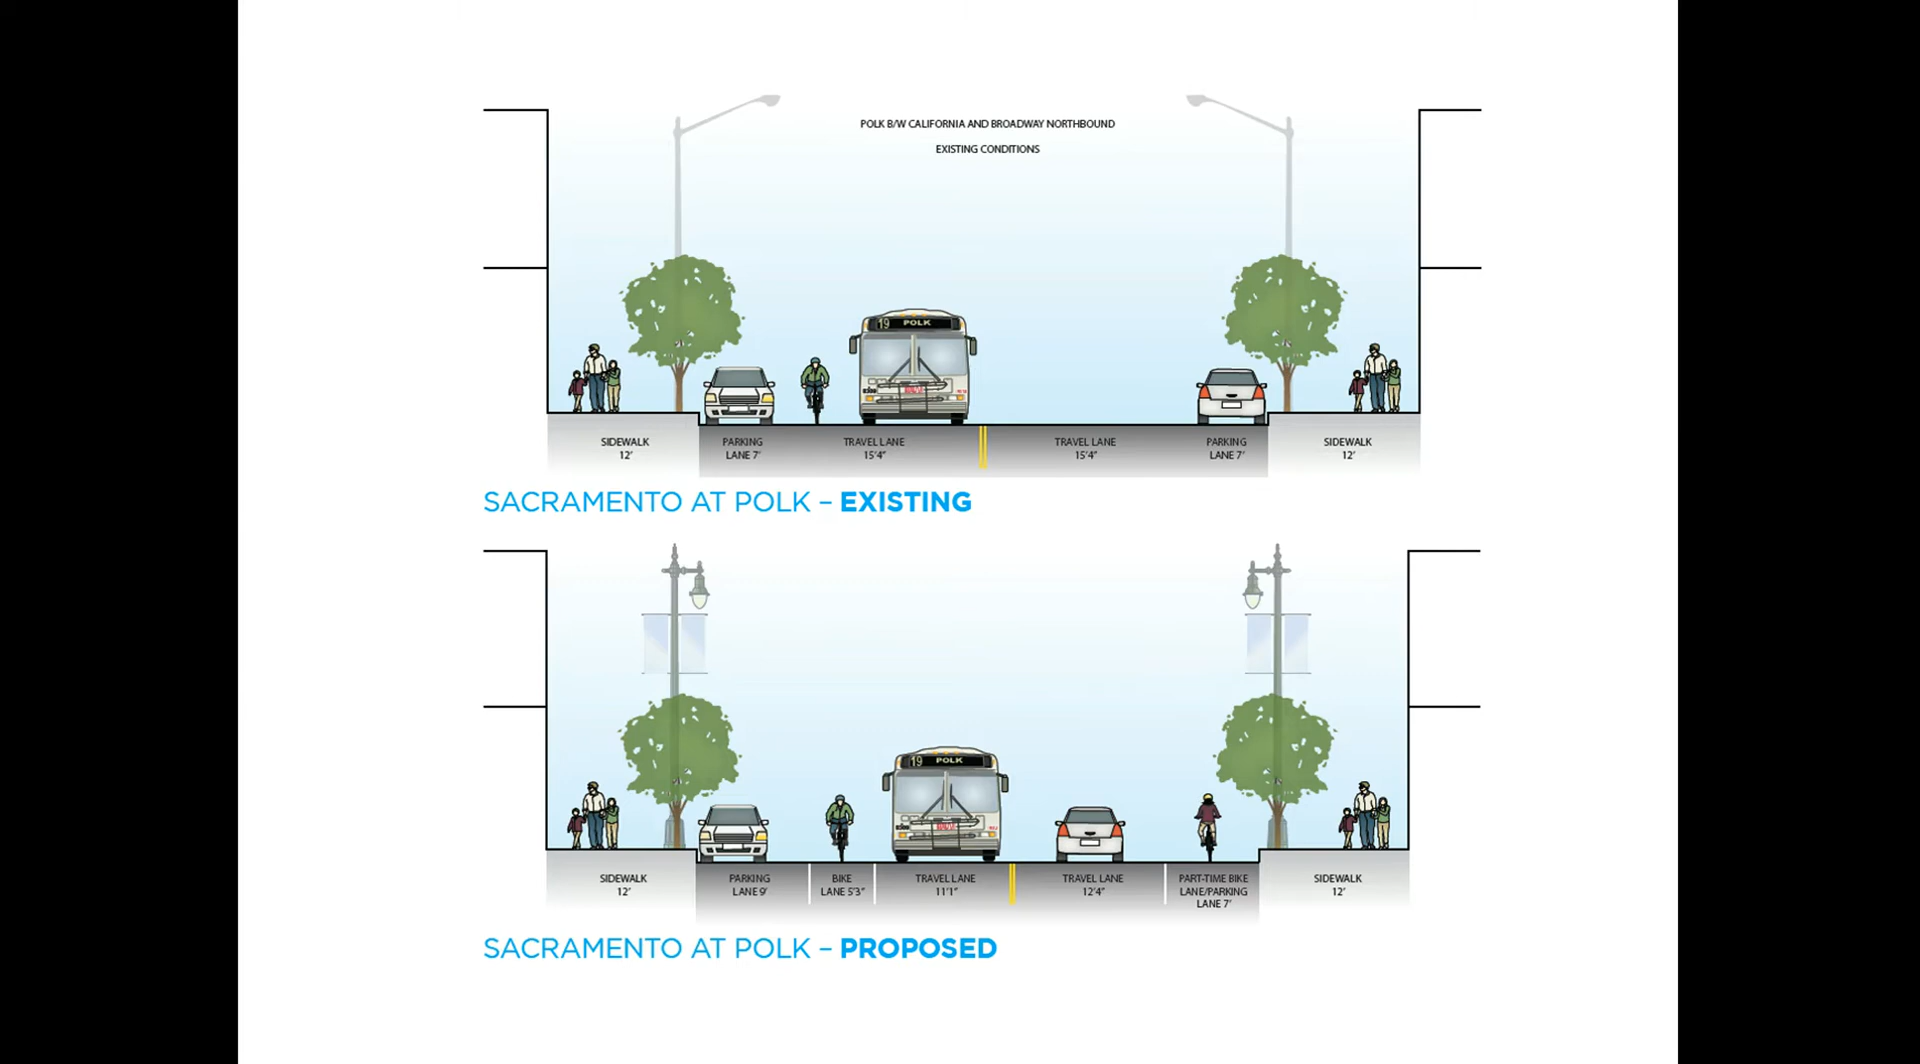 POLK B/W CALIFORNIA AND BROADWAY NORTHBOUND
EXISTING CONDITIONS
19 POLK
SIDEWALK
12'
PARKING
LANE 7'
TRAVEL LANE
15'4"
TRAVEL LANE
15'4"
PARKING
LANE 7'
SIDEWALK
12'
SACRAMENTO AT POLK – EXISTING
19 POLK
SIDEWALK
12'
PARKING
LANE 9'
BIKE
LANE 5'3"
TRAVEL LANE
11'1"
TRAVEL LANE
12'4"
PART-TIME BIKE
LANE/PARKING
LANE 7'
SIDEWALK
12'
SACRAMENTO AT POLK – PROPOSED